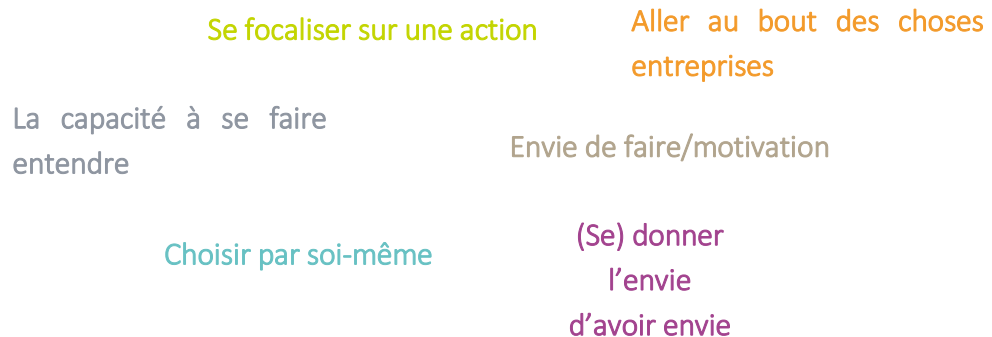 Se focaliser sur une action
Aller au bout des choses
entreprises
La capacité à se faire
entendre
Envie de faire/motivation
Choisir par soi-même
(Se) donner
l’envie
d’avoir envie